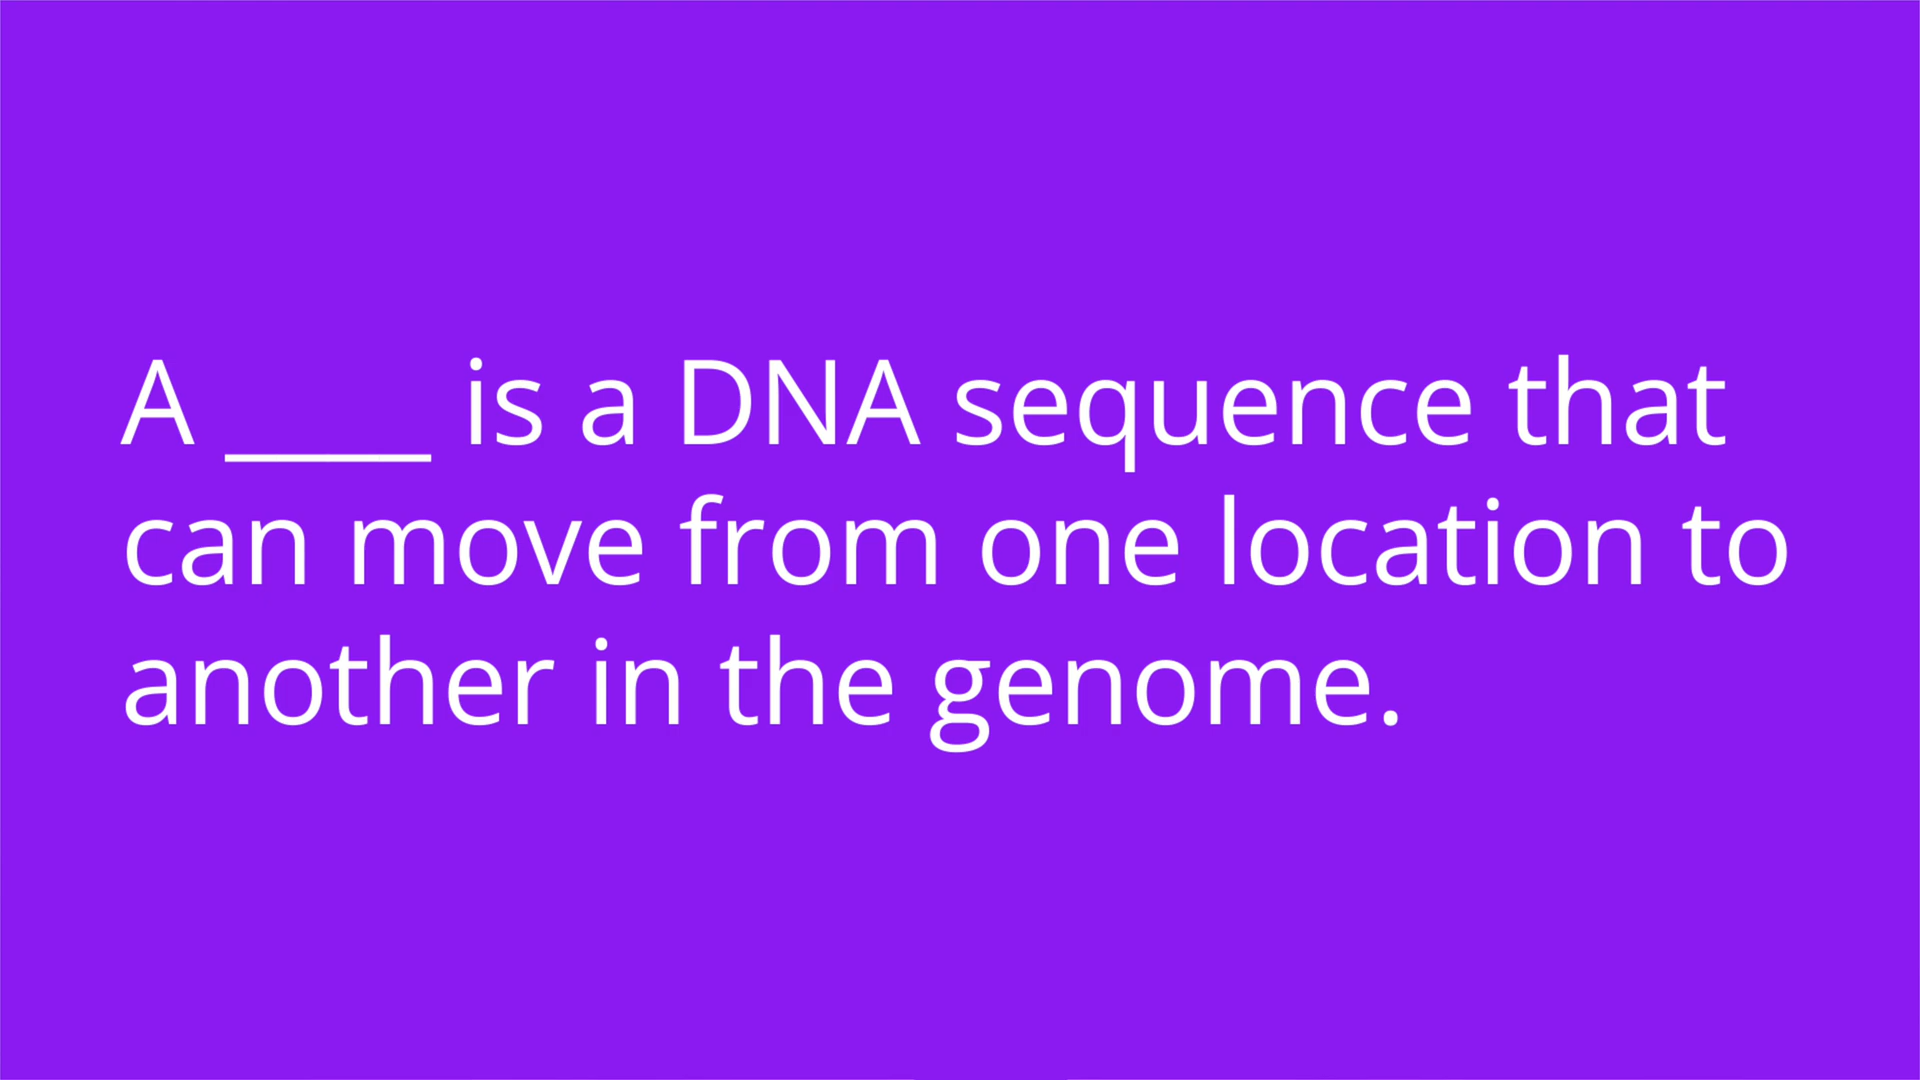 A ____ is a DNA sequence that
can move from one location to
another in the genome.